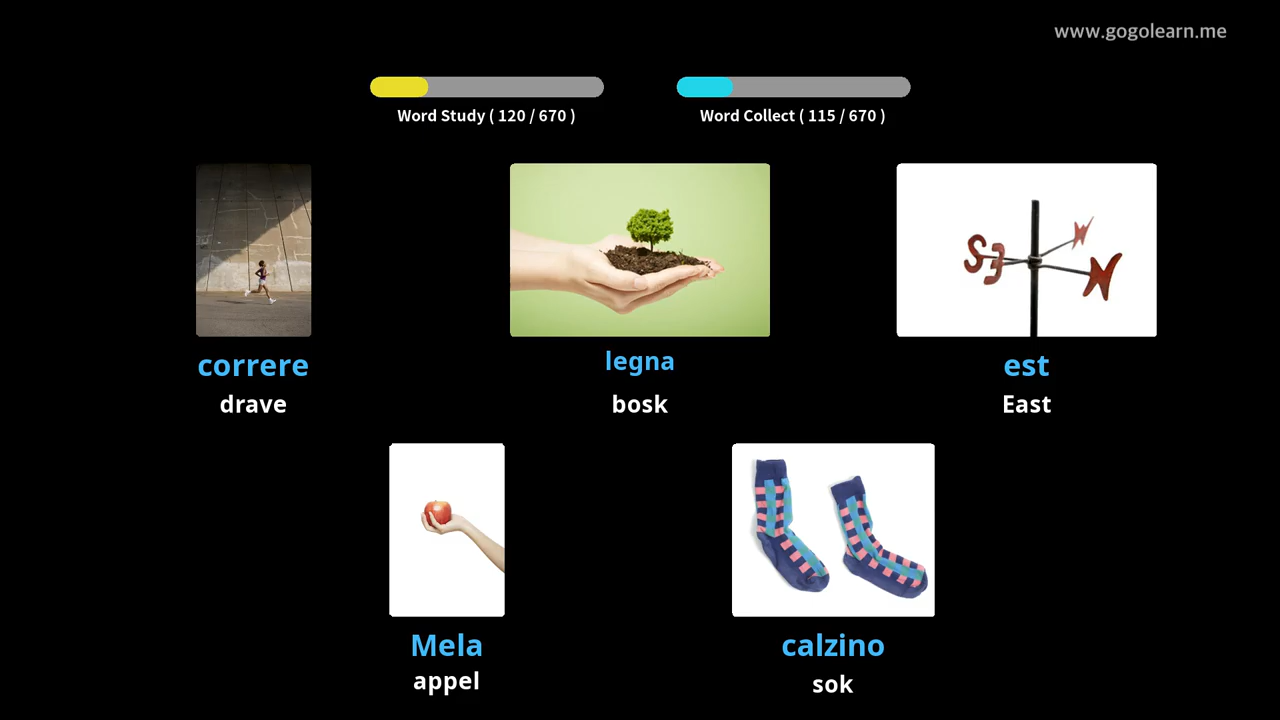 www.gogolearn.me
Word Study ( 120 / 670 )
Word Collect ( 115 / 670 )
S E N W
correre
drave
legna
bosk
est
East
Mela
appel
calzino
sok